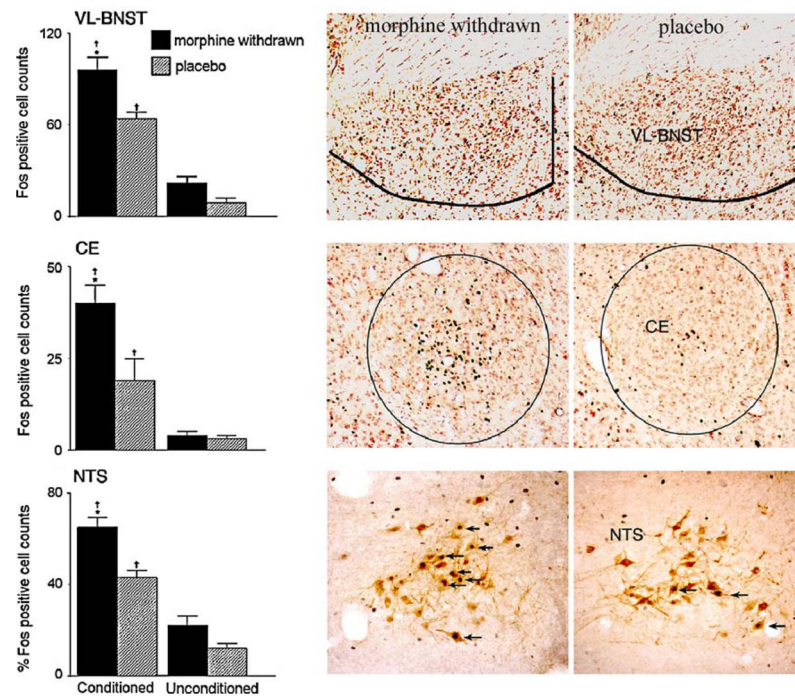 VL-BNST
† *
†
morphine withdrawn
placebo
120
60
0
Fos positive cell counts
CE
† *
†
50
25
0
Fos positive cell counts
NTS
† *
†
80
40
0
% Fos positive cell counts
Conditioned Unconditioned
morphine withdrawn placebo
VL-BNST
CE
NTS